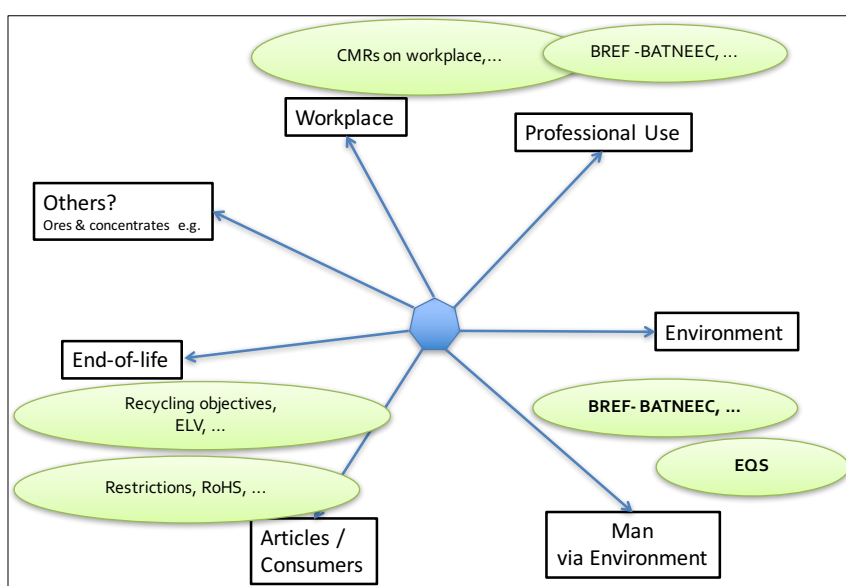 CMRs on workplace,...
BREF -BATNEEC, ...
Workplace
Professional Use
Others?
Ores & concentrates e.g.
Environment
End-of-life
Recycling objectives,
ELV, ...
BREF- BATNEEC, ...
EQS
Restrictions, RoHS, ...
Articles /
Consumers
Man
via Environment